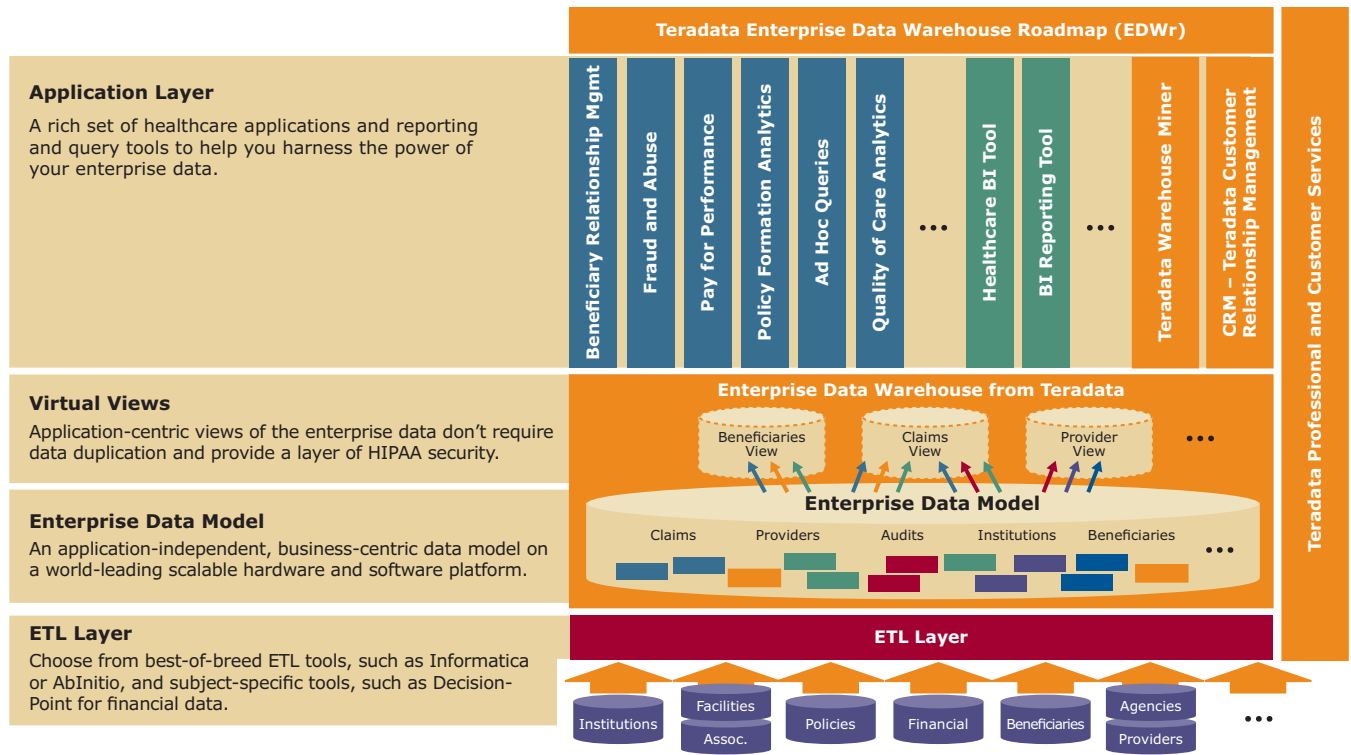 Teradata Enterprise Data Warehouse Roadmap (EDWr)
Application Layer
A rich set of healthcare applications and reporting
and query tools to help you harness the power of
your enterprise data.
Beneficiary Relationship Mgmt
Fraud and Abuse
Pay for Performance
Policy Formation Analytics
Ad Hoc Queries
Quality of Care Analytics
...
Healthcare BI Tool
BI Reporting Tool
...
Teradata Warehouse Miner
CRM – Teradata Customer
Relationship Management
Teradata Professional and Customer Services
Virtual Views
Application-centric views of the enterprise data don’t require
data duplication and provide a layer of HIPAA security.
Enterprise Data Warehouse from Teradata
Beneficiaries
View
Claims
View
Provider
View
...
Enterprise Data Model
An application-independent, business-centric data model on
a world-leading scalable hardware and software platform.
Enterprise Data Model
Claims
Providers
Audits
Institutions
Beneficiaries
...
ETL Layer
Choose from best-of-breed ETL tools, such as Informatica
or AbInitio, and subject-specific tools, such as Decision-
Point for financial data.
ETL Layer
Institutions
Facilities
Assoc.
Policies
Financial
Beneficiaries
Agencies
Providers
...